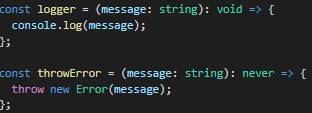 const logger = (message: string): void => {
  console.log(message);
};

const throwError = (message: string): never => {
  throw new Error(message);
};